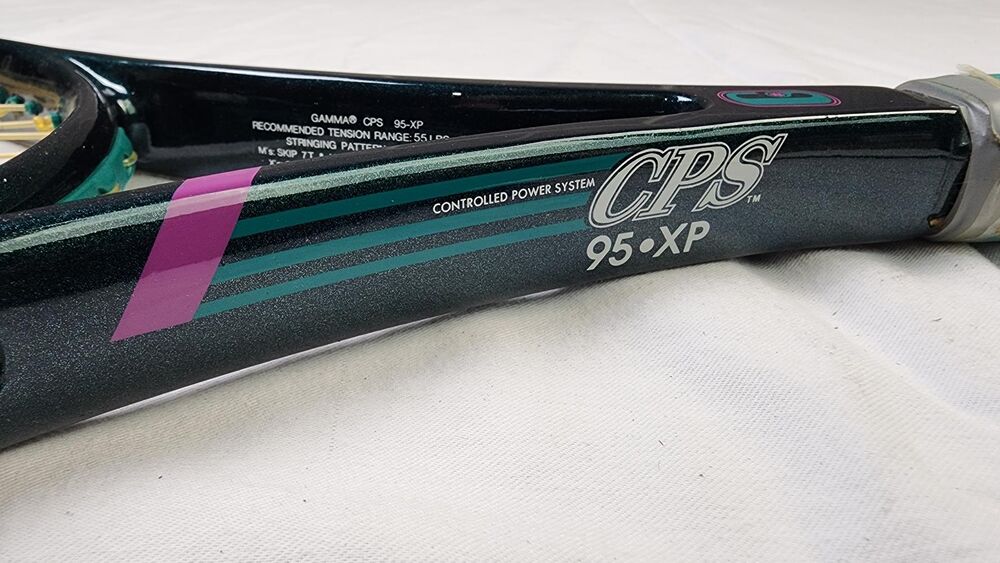 GAMMA® CPS 95-XP
RECOMMENDED TENSION RANGE: 55 LBS
STRINGING PATTERN
M's: SKIP 7T
CONTROLLED POWER SYSTEM
CPS™
95•XP